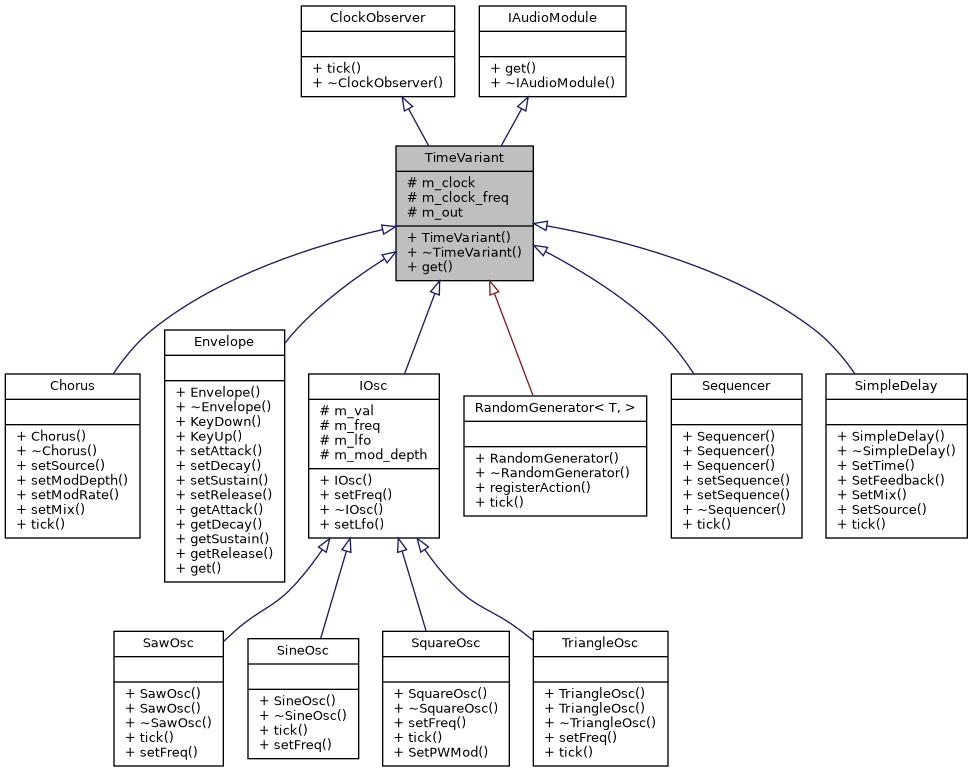 ClockObserver
+ tick()
+ ~ClockObserver()
IAudioModule
+ get()
+ ~IAudioModule()
TimeVariant
# m_clock
# m_clock_freq
# m_out
+ TimeVariant()
+ ~TimeVariant()
+ get()
Chorus
+ Chorus()
+ ~Chorus()
+ setSource()
+ setModDepth()
+ setModRate()
+ setMix()
+ tick()
Envelope
+ Envelope()
+ ~Envelope()
+ KeyDown()
+ KeyUp()
+ setAttack()
+ setDecay()
+ setSustain()
+ setRelease()
+ getAttack()
+ getDecay()
+ getSustain()
+ getRelease()
+ get()
IOsc
# m_val
# m_freq
# m_lfo
# m_mod_depth
+ IOsc()
+ setFreq()
+ ~IOsc()
+ setLfo()
RandomGenerator< T, >
+ RandomGenerator()
+ ~RandomGenerator()
+ registerAction()
+ tick()
Sequencer
+ Sequencer()
+ Sequencer()
+ Sequencer()
+ setSequence()
+ setSequence()
+ ~Sequencer()
+ tick()
SimpleDelay
+ SimpleDelay()
+ ~SimpleDelay()
+ SetTime()
+ SetFeedback()
+ SetMix()
+ SetSource()
+ tick()
SawOsc
+ SawOsc()
+ SawOsc()
+ ~SawOsc()
+ tick()
+ setFreq()
SineOsc
+ SineOsc()
+ ~SineOsc()
+ tick()
+ setFreq()
SquareOsc
+ SquareOsc()
+ ~SquareOsc()
+ setFreq()
+ tick()
+ SetPWMod()
TriangleOsc
+ TriangleOsc()
+ TriangleOsc()
+ ~TriangleOsc()
+ setFreq()
+ tick()